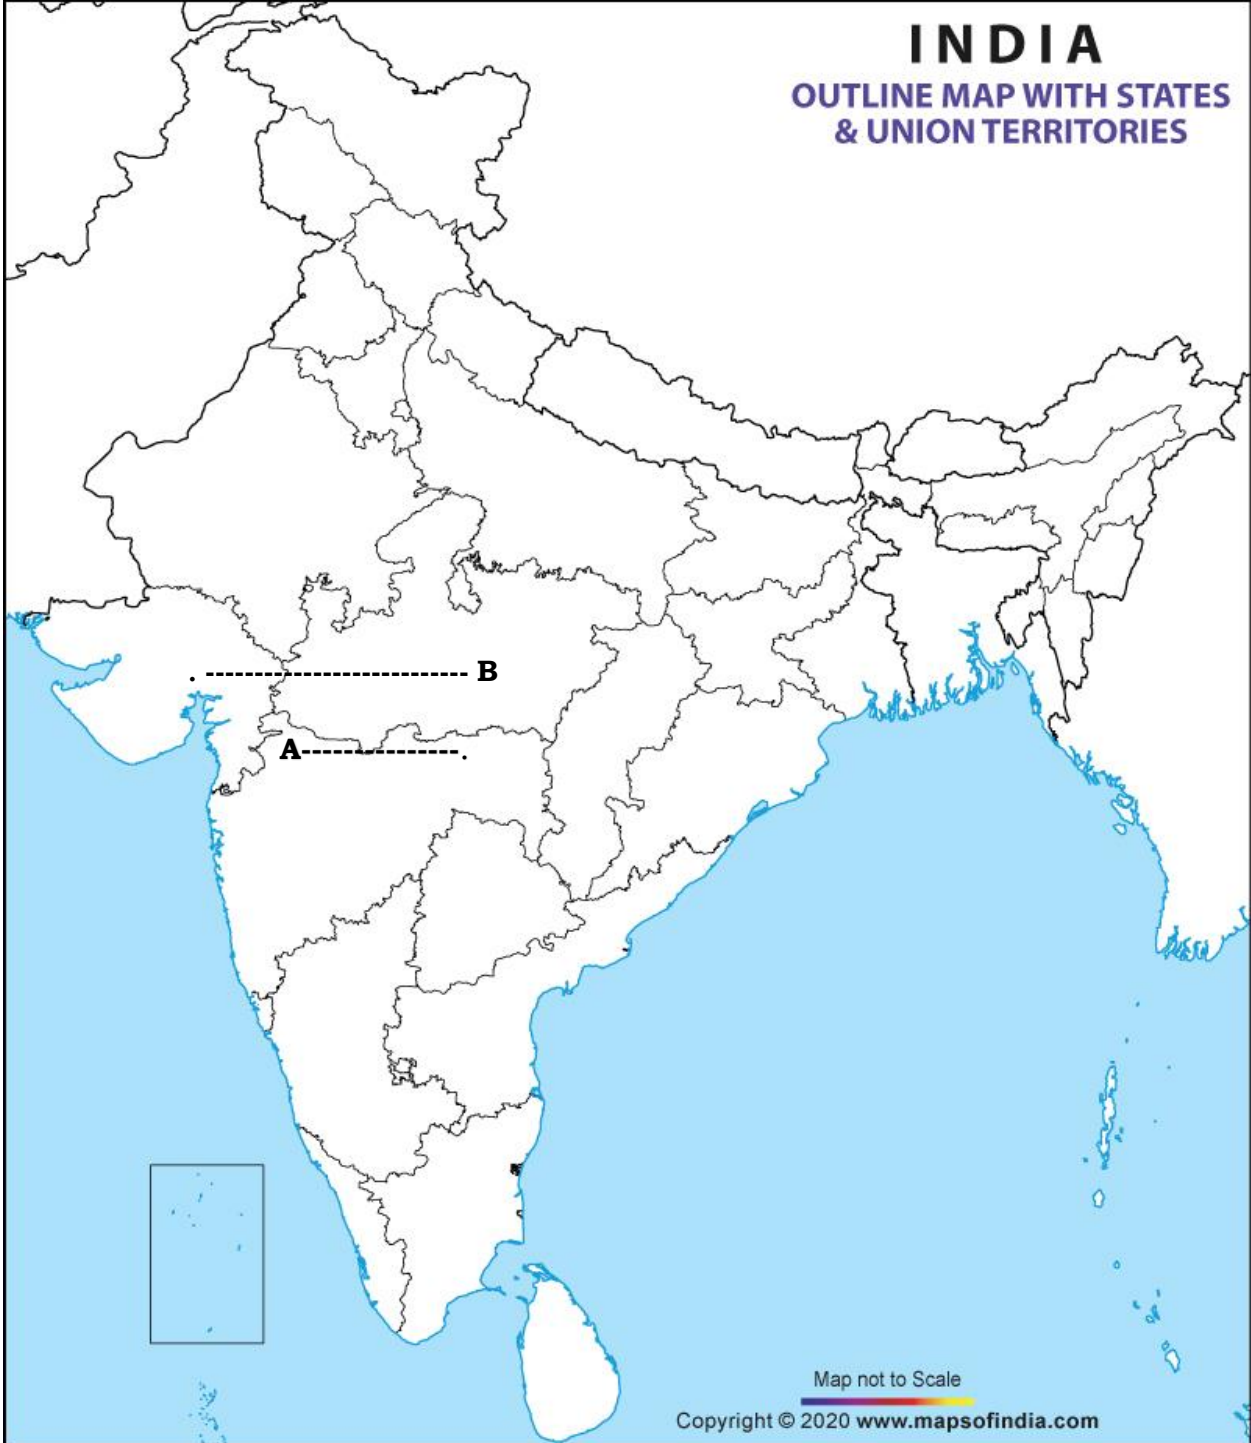 INDIA
OUTLINE MAP WITH STATES
& UNION TERRITORIES
B
A
Map not to Scale
Copyright © 2020 www.mapsofindia.com